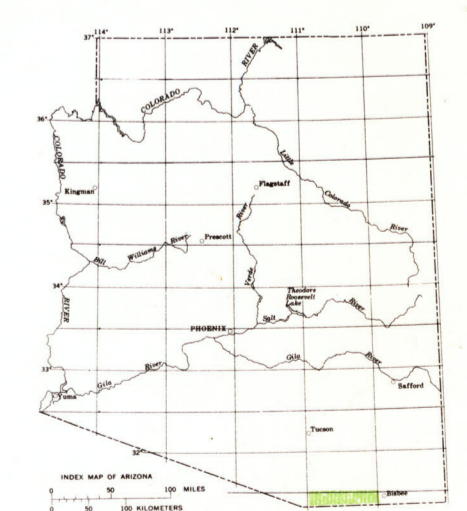 114° 113° 112° 111° 110° 109°
37°
RIVER
COLORADO
36°
COLORADO
Little
Kingman
Flagstaff
35°
Colorado
River
River
Prescott
River
Bill Williams
Verde
34°
Theodore
Roosevelt
Lake
RIVER
Salt
River
PHOENIX
River
Gila
River
33°
Gila
Safford
Yuma
Tucson
32°
INDEX MAP OF ARIZONA
Bisbee
0 100 MILES
0 50 100 KILOMETERS